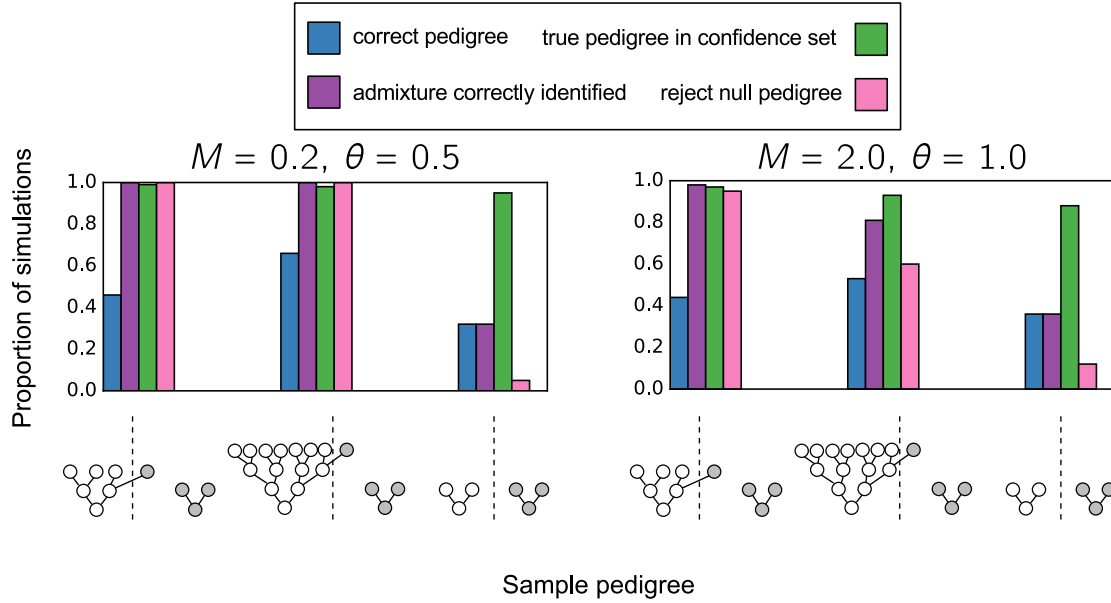 correct pedigree true pedigree in confidence set
admixture correctly identified reject null pedigree
M = 0.2, θ = 0.5
M = 2.0, θ = 1.0
Proportion of simulations
1.0
0.8
0.6
0.4
0.2
0.0
1.0
0.8
0.6
0.4
0.2
0.0
Sample pedigree